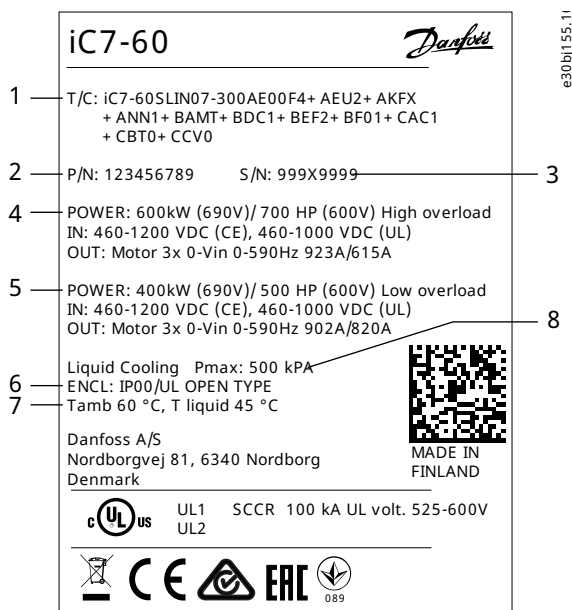 iC7-60
Danfoss
e30bi155.1
1
T/C: iC7-60SLIN07-300AE00F4+ AEU2+ AKFX
+ ANN1+ BAMT+ BDC1+ BEF2+ BF01+ CAC1
+ CBT0+ CCV0
2
P/N: 123456789 S/N: 999X9999
3
4
POWER: 600kW (690V)/ 700 HP (600V) High overload
IN: 460-1200 VDC (CE), 460-1000 VDC (UL)
OUT: Motor 3x 0-Vin 0-590Hz 923A/615A
5
POWER: 400kW (690V)/ 500 HP (600V) Low overload
IN: 460-1200 VDC (CE), 460-1000 VDC (UL)
OUT: Motor 3x 0-Vin 0-590Hz 902A/820A
8
Liquid Cooling Pmax: 500 kPA
6
ENCL: IP00/UL OPEN TYPE
7
Tamb 60 °C, T liquid 45 °C
Danfoss A/S
Nordborgvej 81, 6340 Nordborg
Denmark
MADE IN
FINLAND
c UL us
UL1 SCCR 100 kA UL volt. 525-600V
UL2
CE
EAC
089